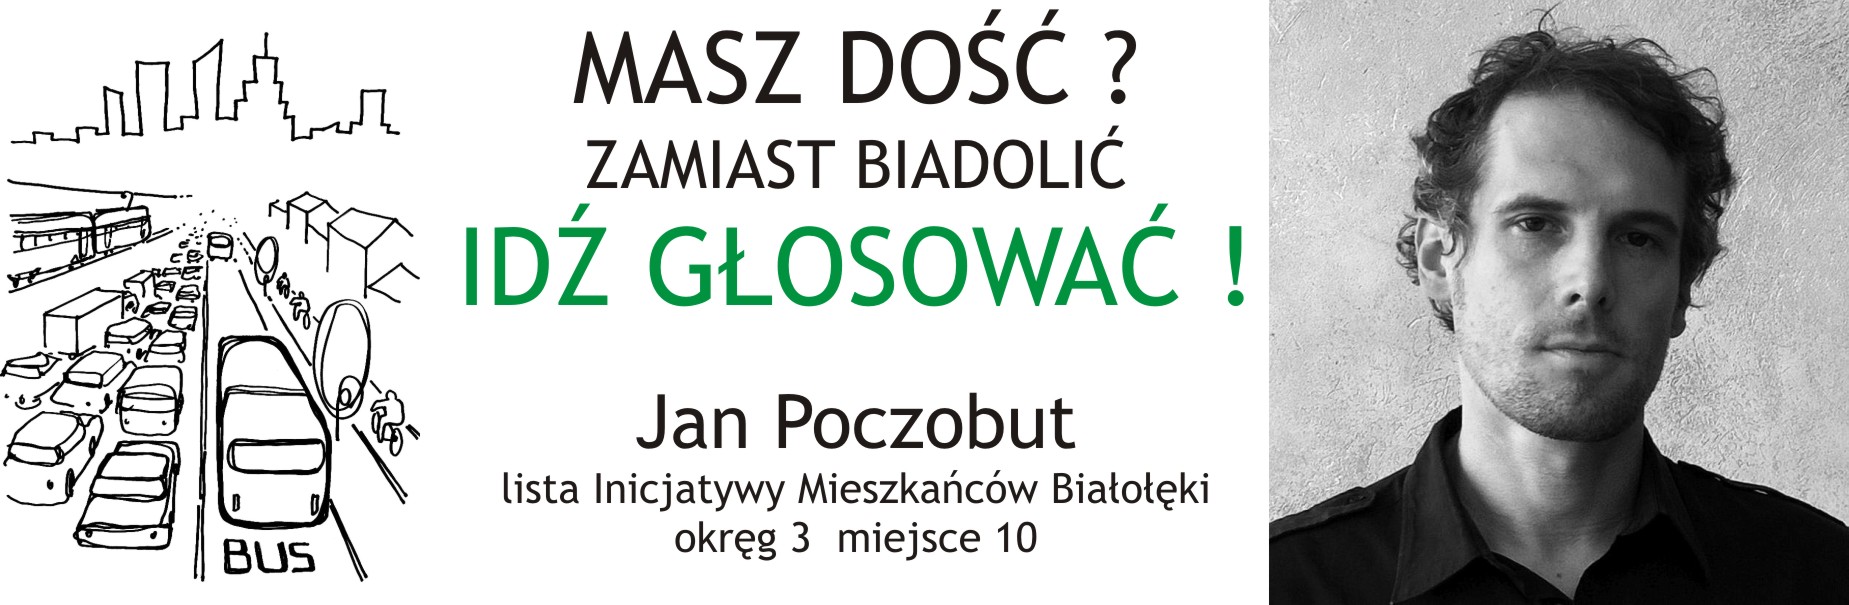 MASZ DOŚĆ ?
ZAMIAST BIADOLIĆ
IDŹ GŁOSOWAĆ !
Jan Poczobut
lista Inicjatywy Mieszkańców Białołęki
okręg 3 miejsce 10
BUS